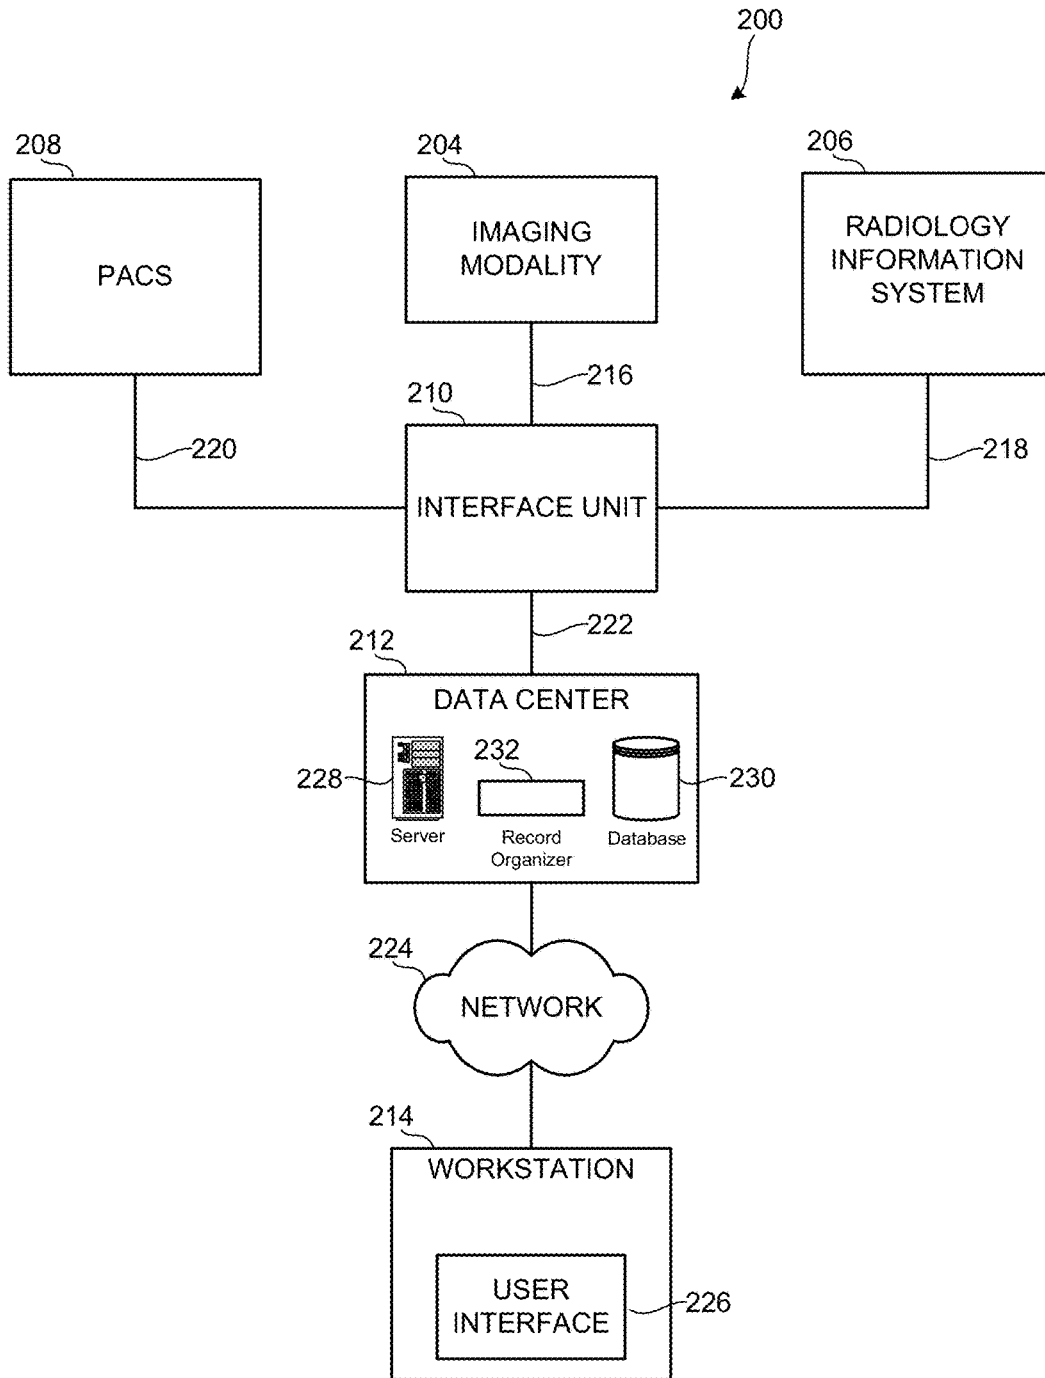 200
208
204
206
PACS
IMAGING
MODALITY
RADIOLOGY
INFORMATION
SYSTEM
216
210
220
218
INTERFACE UNIT
222
212
DATA CENTER
228
232
230
Server
Record
Organizer
Database
224
NETWORK
214
WORKSTATION
USER
INTERFACE
226